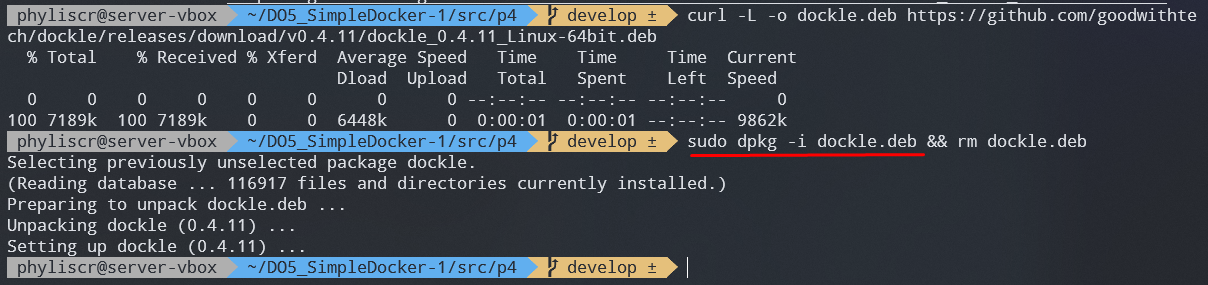 phyliscr@server-vbox ~/DO5_SimpleDocker-1/src/p4 develop ± curl -L -o dockle.deb https://github.com/goodwithte
ch/dockle/releases/download/v0.4.11/dockle_0.4.11_Linux-64bit.deb
% Total % Received % Xferd Average Speed Time Time Time Current
Dload Upload Total Spent Left Speed
0 0 0 0 0 0 0 0 --:--:-- --:--:-- --:--:-- 0
100 7189k 100 7189k 0 0 6448k 0 0:00:01 0:00:01 --:--:-- 9862k
phyliscr@server-vbox ~/DO5_SimpleDocker-1/src/p4 develop ± sudo dpkg -i dockle.deb && rm dockle.deb
Selecting previously unselected package dockle.
(Reading database ... 116917 files and directories currently installed.)
Preparing to unpack dockle.deb ...
Unpacking dockle (0.4.11) ...
Setting up dockle (0.4.11) ...
phyliscr@server-vbox ~/DO5_SimpleDocker-1/src/p4 develop ±